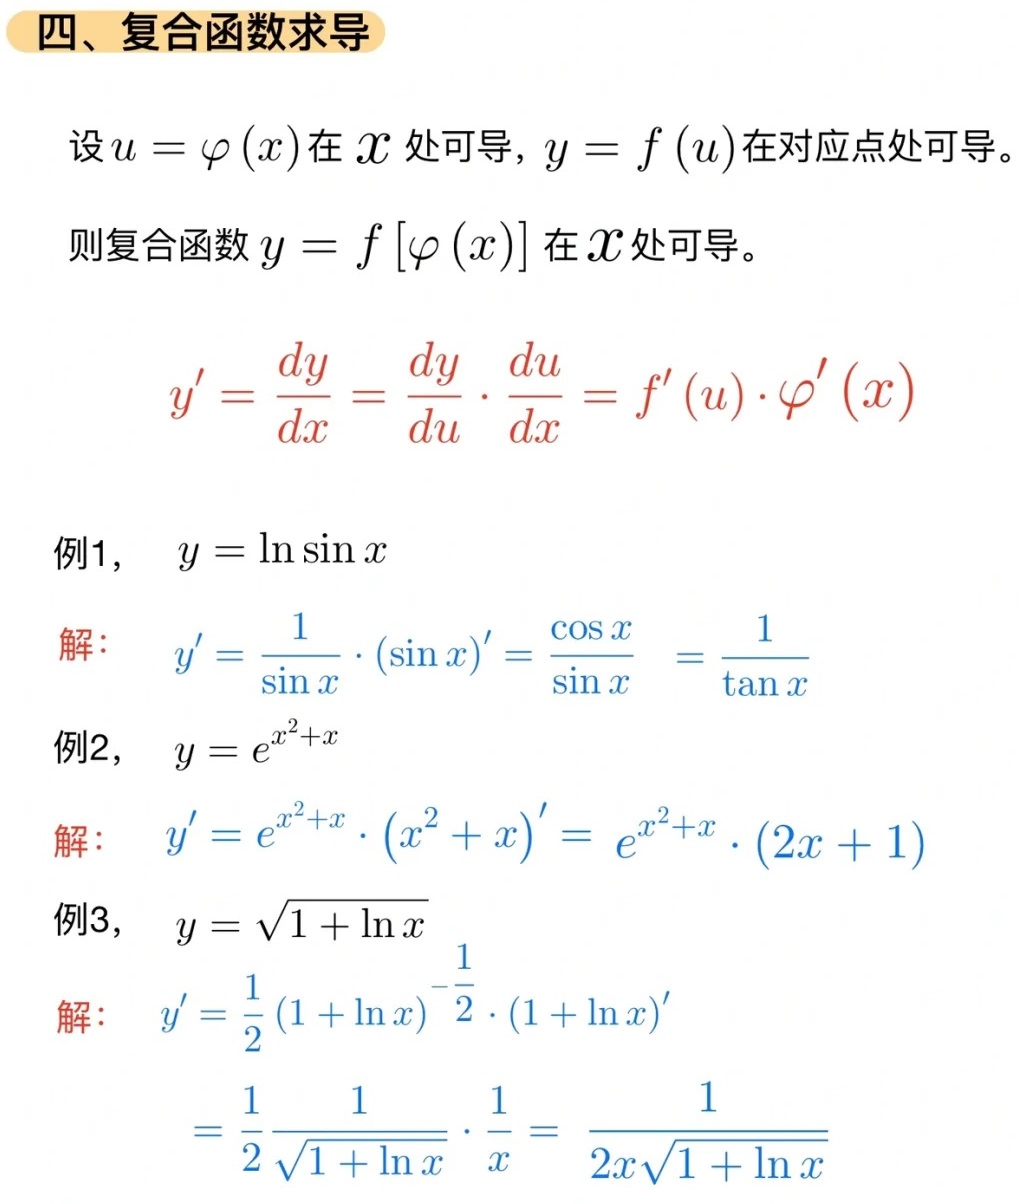 四、复合函数求导
设 $u = \varphi(x)$ 在 $x$ 处可导, $y = f(u)$ 在对应点处可导。
则复合函数 $y = f[\varphi(x)]$ 在 $x$ 处可导。
$y' = \frac{dy}{dx} = \frac{dy}{du} \cdot \frac{du}{dx} = f'(u) \cdot \varphi'(x)$
例1, $y = \ln \sin x$
解: $y' = \frac{1}{\sin x} \cdot (\sin x)' = \frac{\cos x}{\sin x} = \frac{1}{\tan x}$
例2, $y = e^{x^2+x}$
解: $y' = e^{x^2+x} \cdot (x^2+x)' = e^{x^2+x} \cdot (2x+1)$
例3, $y = \sqrt{1+\ln x}$
解: $y' = \frac{1}{2}(1+\ln x)^{-\frac{1}{2}} \cdot (1+\ln x)'$
$= \frac{1}{2}\frac{1}{\sqrt{1+\ln x}} \cdot \frac{1}{x} = \frac{1}{2x\sqrt{1+\ln x}}$